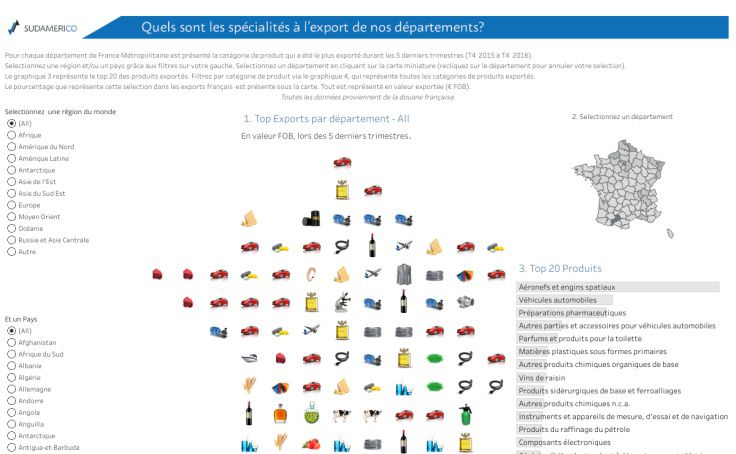 SUDAMERICO
Quels sont les spécialités à l'export de nos départements?
Pour chaque département de France Métropolitaine est présenté la catégorie de produit qui a été le plus exporté durant les 5 derniers trimestres (T4 2015 à T4 2016).
Selectionnez une région et/ou un pays grâce aux filtres sur votre gauche. Selectionnez un département en cliquant sur la carte miniature (recliquez sur le département pour annuler votre selection).
Le graphique 3 représente le top 20 des produits exportés. Filtrez par catégorie de produit via le graphique 4, qui représente toutes les catégories de produits exportés.
Le pourcentage que représente cette sélection dans les exports français est présente sous la carte. Tout est représenté en valeur exportée (€ FOB).
Toutes les données proviennent de la douane française.
Selectionnez une région du monde
(All)
Afrique
Amérique du Nord
Amérique Latine
Antarctique
Asie de l'Est
Asie du Sud Est
Europe
Moyen Orient
Océanie
Russie et Asie Centrale
Autre
Et un Pays
(All)
Afghanistan
Afrique du Sud
Albanie
Algérie
Allemagne
Andorre
Angola
Anguilla
Antarctique
Antigua-et-Barbuda
1. Top Exports par département - All
En valeur FOB, lors des 5 derniers trimestres.
2. Selectionnez un département
3. Top 20 Produits
Aéronefs et engins spatiaux
Véhicules automobiles
Préparations pharmaceutiques
Autres parties et accessoires pour véhicules automobiles
Parfums et produits pour la toilette
Matières plastiques sous formes primaires
Autres produits chimiques organiques de base
Vins de raisin
Produits sidérurgiques de base et ferroalliages
Autres produits chimiques n.c.a.
Instruments et appareils de mesure, d'essai et de navigation
Produits du raffinage du pétrole
Composants électroniques